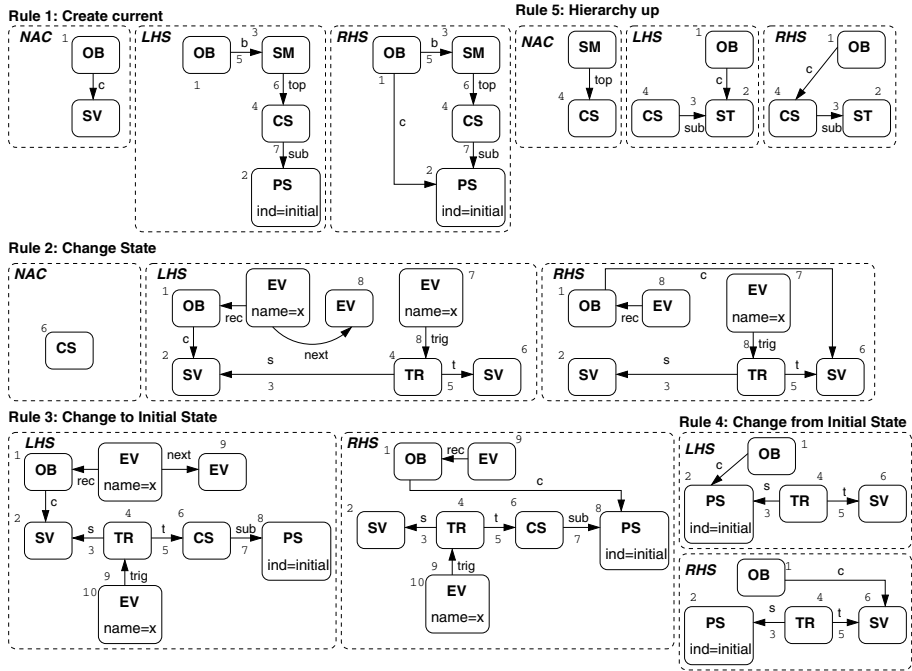 Rule 1: Create current
NAC
1
OB
c
SV
LHS
OB
1
b
5
3
SM
6
top
4
CS
7
sub
2
PS
ind=initial
RHS
OB
1
b
5
3
SM
6
top
c
4
CS
7
sub
2
PS
ind=initial
Rule 5: Hierarchy up
NAC
SM
top
4
CS
LHS
1
OB
c
4
CS
3
sub
2
ST
RHS
1
OB
c
4
CS
3
sub
2
ST
Rule 2: Change State
NAC
6
CS
LHS
1
OB
rec
EV
name=x
next
8
EV
7
EV
name=x
8
trig
c
2
SV
s
3
4
TR
t
5
6
SV
RHS
c
1
OB
rec
8
EV
7
EV
name=x
8
trig
2
SV
s
3
TR
t
5
6
SV
Rule 3: Change to Initial State
LHS
1
OB
rec
EV
name=x
next
9
EV
c
2
SV
s
3
4
TR
t
5
6
CS
sub
7
8
PS
ind=initial
9
trig
10
EV
name=x
RHS
1
OB
rec
9
EV
c
2
SV
s
3
4
TR
t
5
6
CS
sub
7
8
PS
ind=initial
9
trig
10
EV
name=x
Rule 4: Change from Initial State
LHS
OB
1
c
2
PS
ind=initial
s
3
4
TR
t
5
6
SV
RHS
OB
1
c
2
PS
ind=initial
s
3
4
TR
t
5
6
SV